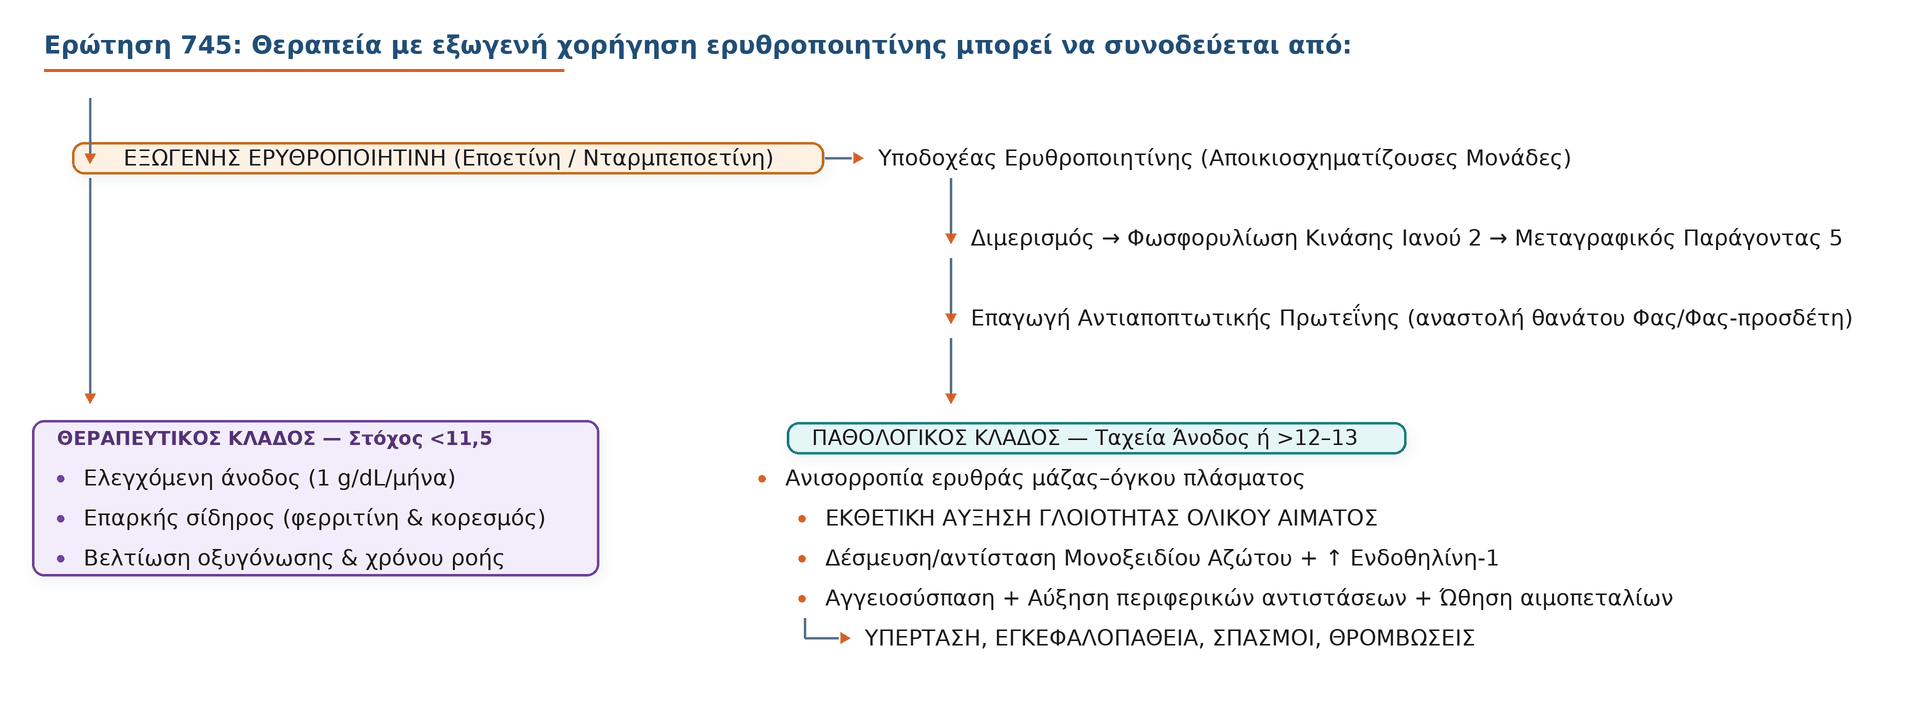 Ερώτηση 745: Θεραπεία με εξωγενή χορήγηση ερυθροποιητίνης μπορεί να συνοδεύεται από:
ΕΞΩΓΕΝΗΣ ΕΡΥΘΡΟΠΟΙΗΤΙΝΗ (Εποετίνη / Νταρμπεποετίνη)
Υποδοχέας Ερυθροποιητίνης (Αποικιοσχηματίζουσες Μονάδες)
Διμερισμός → Φωσφορυλίωση Κινάσης Ιανού 2 → Μεταγραφικός Παράγοντας 5
Επαγωγή Αντιαποπτωτικής Πρωτεΐνης (αναστολή θανάτου Φας/Φας-προσδέτη)
ΘΕΡΑΠΕΥΤΙΚΟΣ ΚΛΑΔΟΣ — Στόχος <11,5
• Ελεγχόμενη άνοδος (1 g/dL/μήνα)
• Επαρκής σίδηρος (φερριτίνη & κορεσμός)
• Βελτίωση οξυγόνωσης & χρόνου ροής
ΠΑΘΟΛΟΓΙΚΟΣ ΚΛΑΔΟΣ — Ταχεία Άνοδος ή >12–13
• Ανισορροπία ερυθράς μάζας–όγκου πλάσματος
• ΕΚΘΕΤΙΚΗ ΑΥΞΗΣΗ ΓΛΟΙΟΤΗΤΑΣ ΟΛΙΚΟΥ ΑΙΜΑΤΟΣ
• Δέσμευση/αντίσταση Μονοξειδίου Αζώτου + ↑ Ενδοθηλίνη-1
• Αγγειοσύσπαση + Αύξηση περιφερικών αντιστάσεων + Ώθηση αιμοπεταλίων
ΥΠΕΡΤΑΣΗ, ΕΓΚΕΦΑΛΟΠΑΘΕΙΑ, ΣΠΑΣΜΟΙ, ΘΡΟΜΒΩΣΕΙΣ